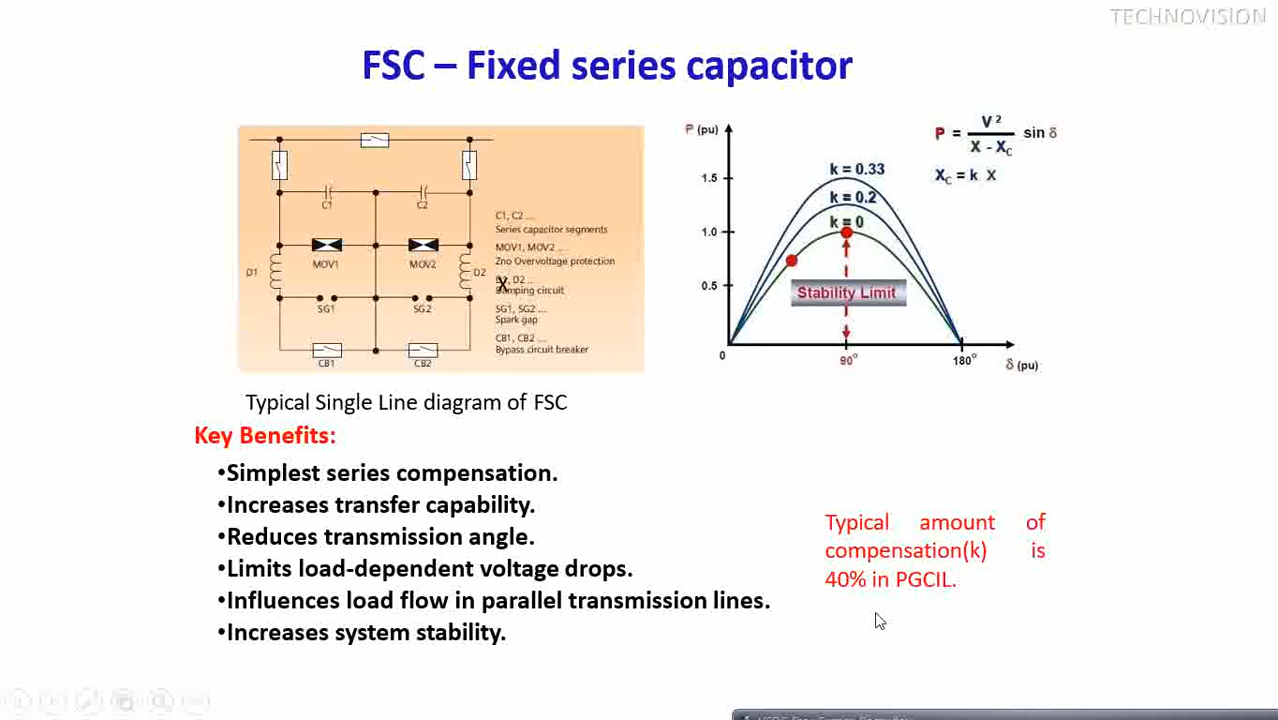 TECHNOVISION
FSC – Fixed series capacitor
C1
C2
MOV1
MOV2
D1
D2
SG1
SG2
CB1
CB2
C1, C2 ...
Series capacitor segments
MOV1, MOV2 ...
Zno Overvoltage protection
X, D2 ...
Damping circuit
SG1, SG2 ...
Spark gap
CB1, CB2 ....
Bypass circuit breaker
P (pu)
1.5
1.0
0.5
0
k = 0.33
k = 0.2
k = 0
Stability Limit
90°
180°
δ (pu)
P = V² / X - Xc sin δ
Xc = k X
Typical Single Line diagram of FSC
Key Benefits:
•Simplest series compensation.
•Increases transfer capability.
•Reduces transmission angle.
•Limits load-dependent voltage drops.
•Influences load flow in parallel transmission lines.
•Increases system stability.
Typical amount of
compensation(k) is
40% in PGCIL.